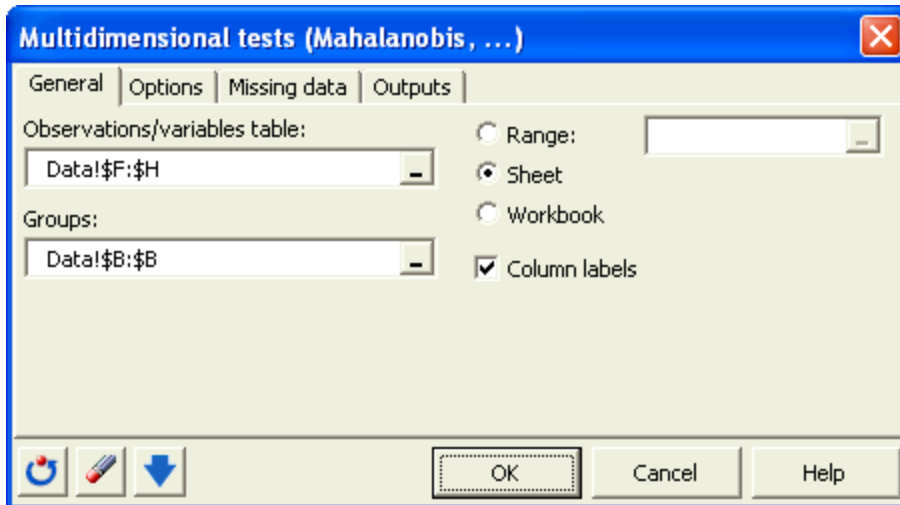 Multidimensional tests (Mahalanobis, ...)
General Options Missing data Outputs
Observations/variables table:
Data!$F:$H
Groups:
Data!$B:$B
Range:
Sheet
Workbook
Column labels
OK Cancel Help